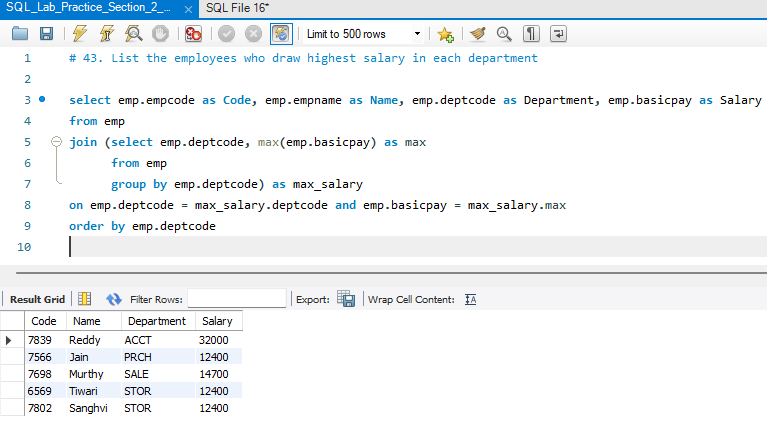 SQL_Lab_Practice_Section_2_... SQL File 16*
Limit to 500 rows
1 # 43. List the employees who draw highest salary in each department
2
3 select emp.empcode as Code, emp.empname as Name, emp.deptcode as Department, emp.basicpay as Salary
4 from emp
5 join (select emp.deptcode, max(emp.basicpay) as max
6 from emp
7 group by emp.deptcode) as max_salary
8 on emp.deptcode = max_salary.deptcode and emp.basicpay = max_salary.max
9 order by emp.deptcode
10
Result Grid Filter Rows: Export: Wrap Cell Content:
Code Name Department Salary
7839 Reddy ACCT 32000
7566 Jain PRCH 12400
7698 Murthy SALE 14700
6569 Tiwari STOR 12400
7802 Sanghvi STOR 12400